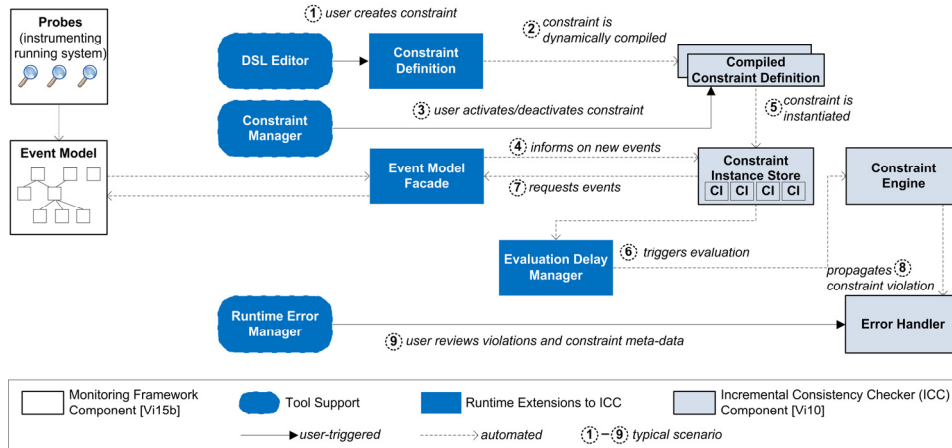 Probes
(instrumenting
running system)
① user creates constraint
② constraint is
dynamically compiled
DSL Editor
Constraint
Definition
Compiled
Constraint Definition
③ user activates/deactivates constraint
Constraint
Manager
⑤ constraint is
instantiated
Event Model
④ informs on new events
Event Model
Facade
⑦ requests events
Constraint
Instance Store
CI CI CI CI
Constraint
Engine
Evaluation Delay
Manager
⑥ triggers evaluation
propagates ⑧
constraint violation
Runtime Error
Manager
Error Handler
⑨ user reviews violations and constraint meta-data
Monitoring Framework
Component [Vi15b]
Tool Support
Runtime Extensions to ICC
Incremental Consistency Checker (ICC)
Component [Vi10]
user-triggered
automated
①–⑨ typical scenario